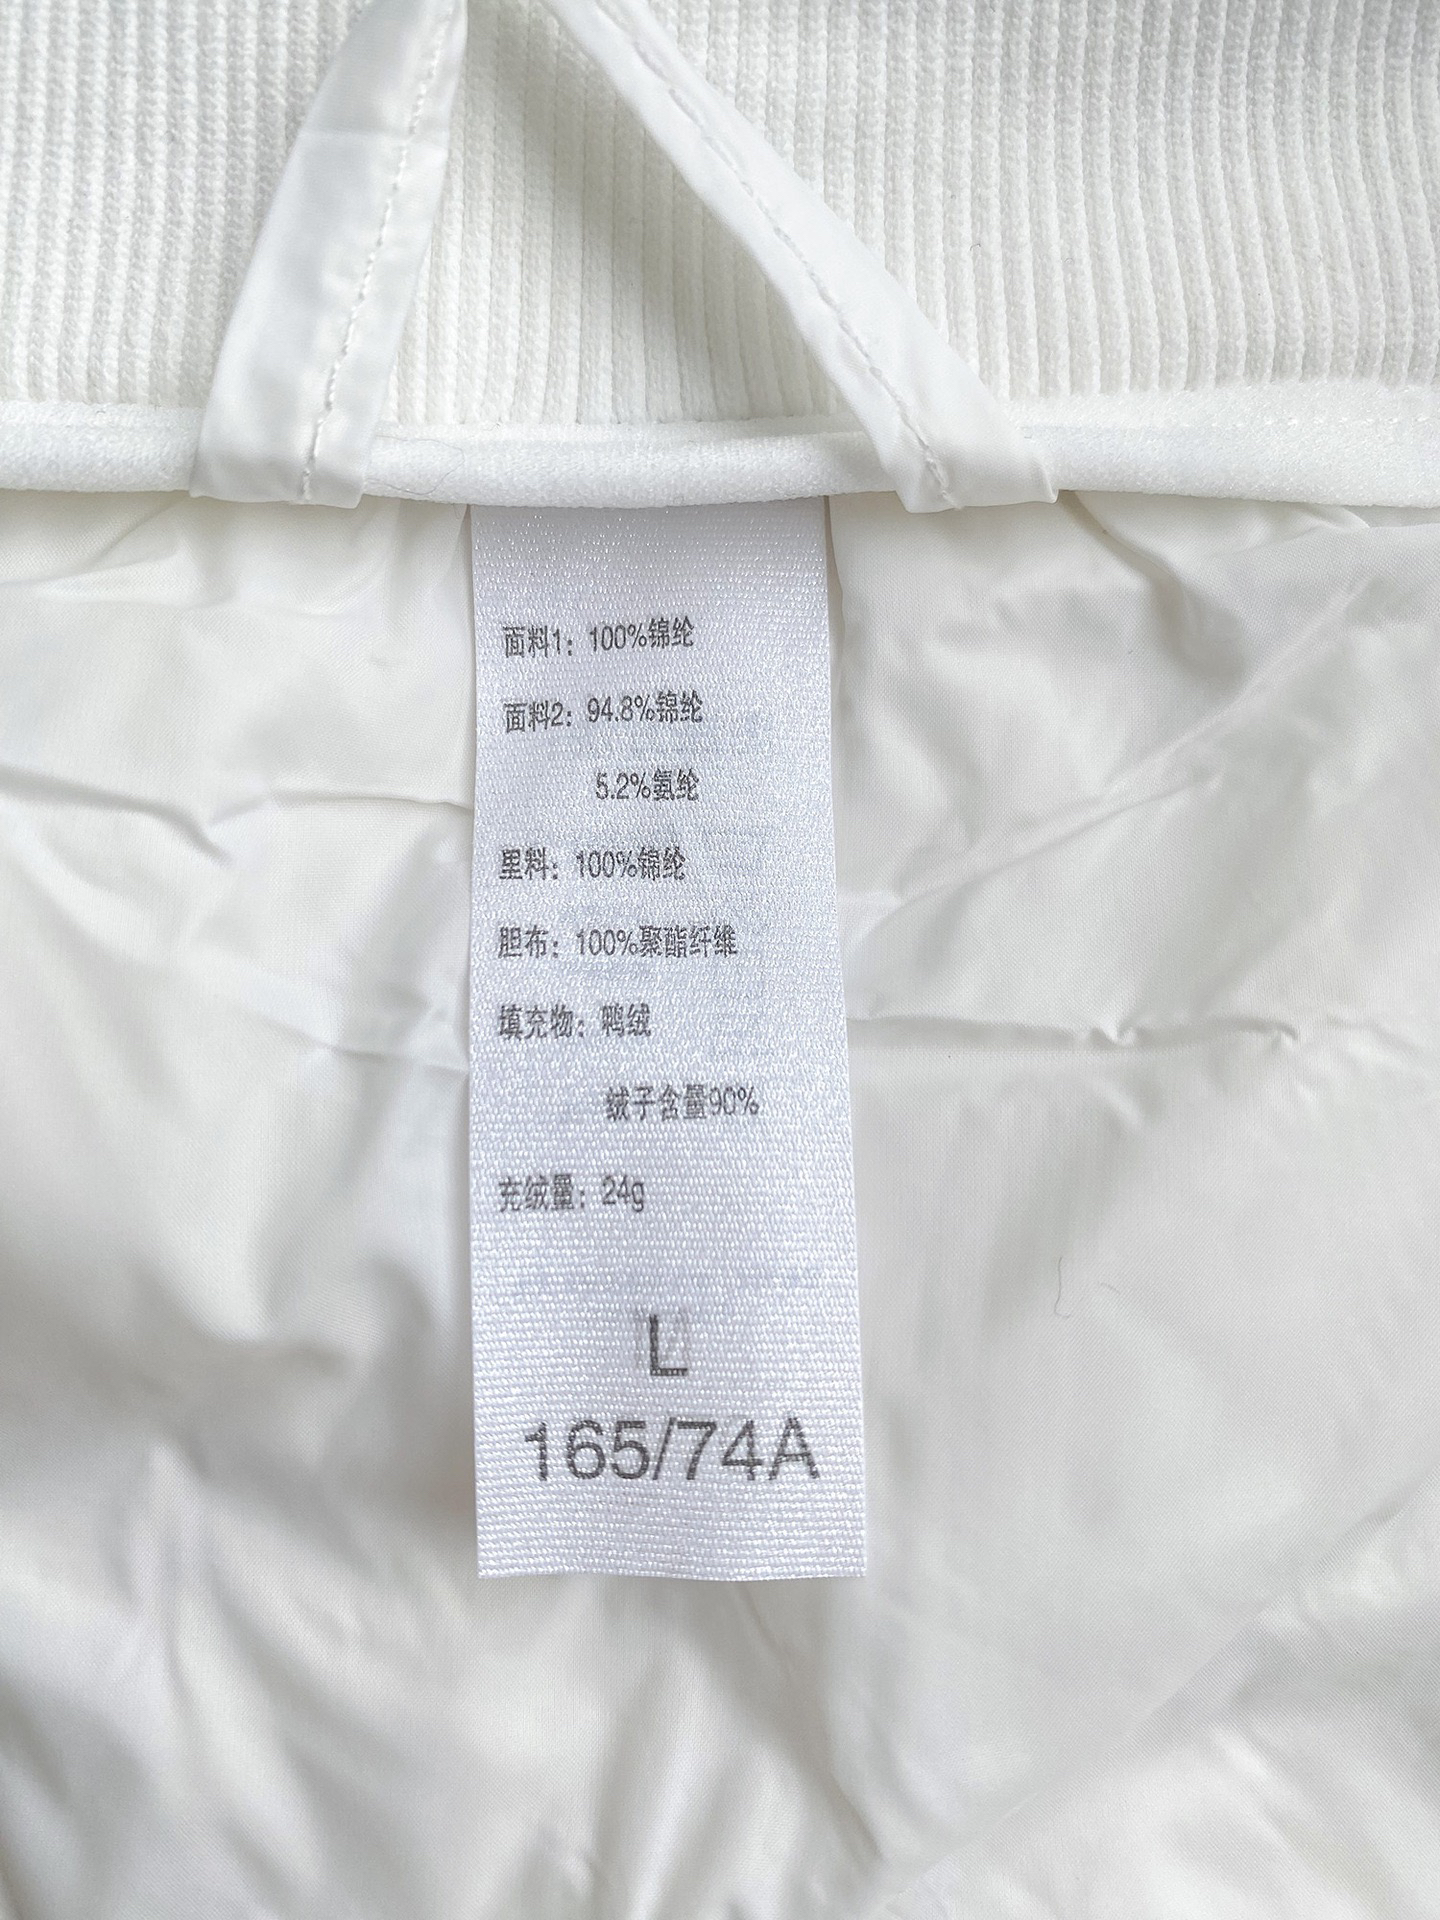 面料1: 100%锦纶
面料2: 94.8%锦纶
5.2%氨纶
里料: 100%锦纶
胆布: 100%聚酯纤维
填充物: 鸭绒
绒子含量90%
充绒量: 24g
L
165/74A